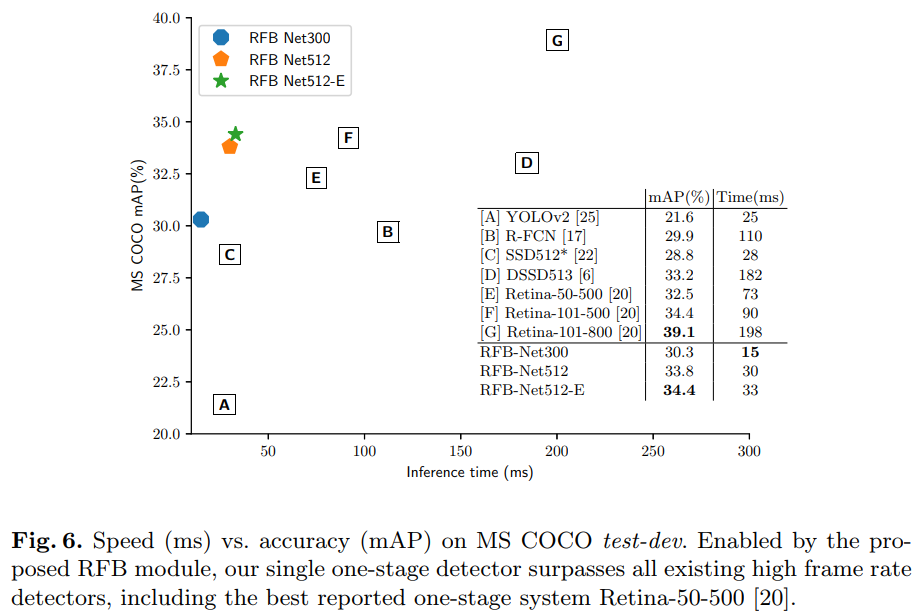 40.0
37.5
35.0
32.5
30.0
27.5
25.0
22.5
20.0
MS COCO mAP(%)
RFB Net300
RFB Net512
RFB Net512-E
G
F
E
D
B
C
A
50
100
150
200
250
300
Inference time (ms)
mAP(%) Time(ms)
[A] YOLOv2 [25] 21.6 25
[B] R-FCN [17] 29.9 110
[C] SSD512* [22] 28.8 28
[D] DSSD513 [6] 33.2 182
[E] Retina-50-500 [20] 32.5 73
[F] Retina-101-500 [20] 34.4 90
[G] Retina-101-800 [20] 39.1 198
RFB-Net300 30.3 15
RFB-Net512 33.8 30
RFB-Net512-E 34.4 33
Fig. 6. Speed (ms) vs. accuracy (mAP) on MS COCO test-dev. Enabled by the pro-
posed RFB module, our single one-stage detector surpasses all existing high frame rate
detectors, including the best reported one-stage system Retina-50-500 [20].